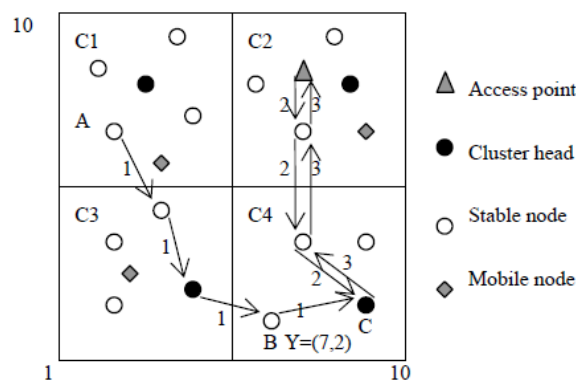 10
C1
C2
A
2
3
1
2
3
C3
C4
1
2
3
1
1
B
Y=(7,2)
C
1
10
Access point
Cluster head
Stable node
Mobile node